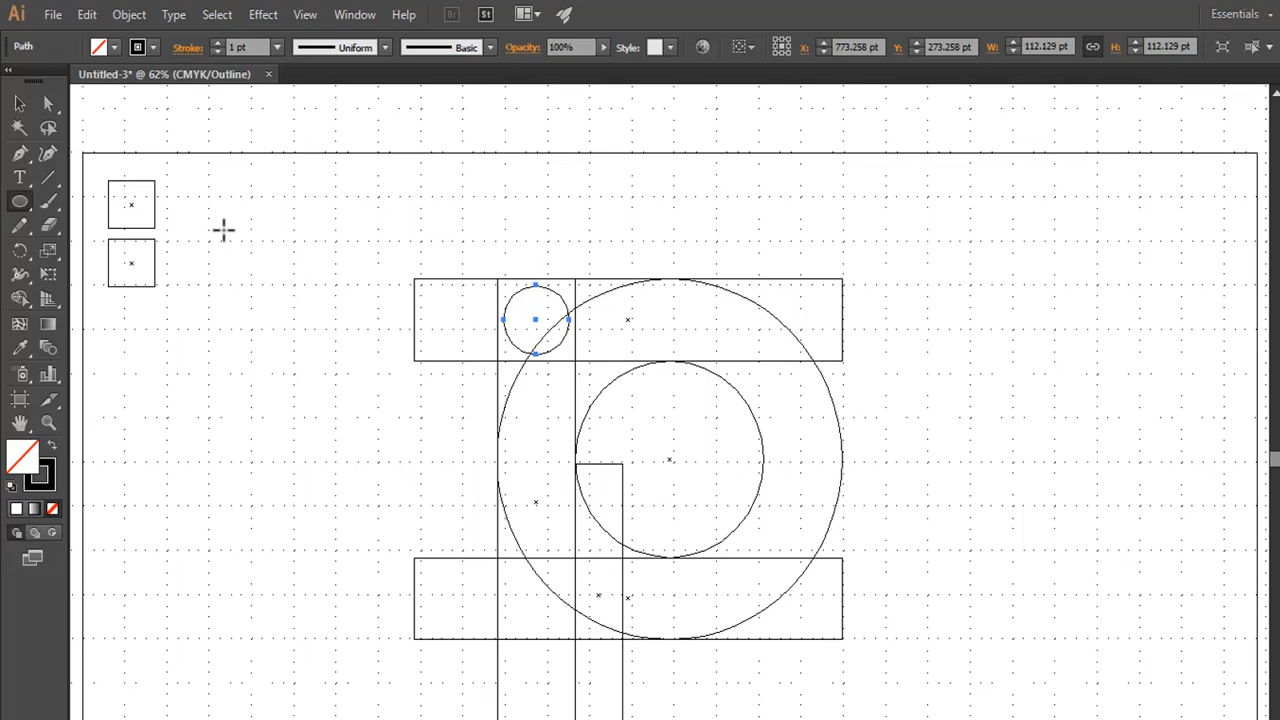 Ai File Edit Object Type Select Effect View Window Help Br St Essentials
Path Stroke: 1 pt Uniform Basic Opacity: 100% Style: X: 773.258 pt Y: 273.258 pt W: 112.129 pt H: 112.129 pt
Untitled-3* @ 62% (CMYK/Outline) ×
T